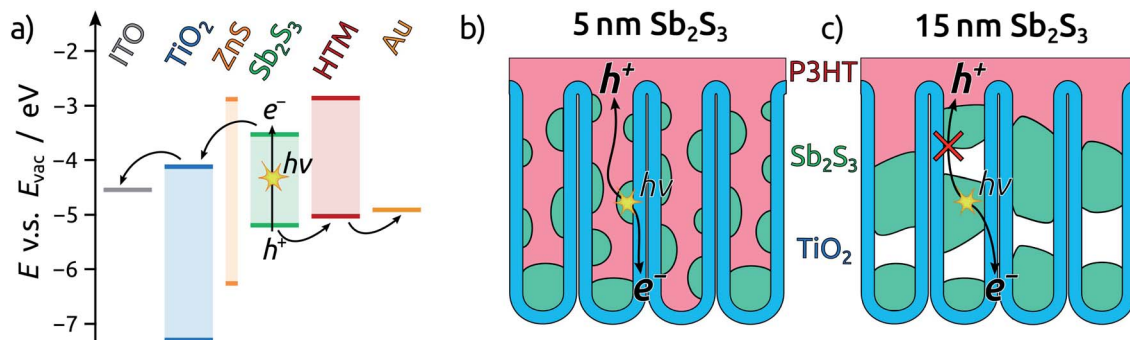 a)
ITO
TiO₂
ZnS
Sb₂S₃
HTM
Au
E v.s. E_vac / eV
−2
−3
−4
−5
−6
−7
e⁻
hν
h⁺
b)
5 nm Sb₂S₃
h⁺
hν
e⁻
P3HT
Sb₂S₃
TiO₂
c)
15 nm Sb₂S₃
h⁺
hν
e⁻